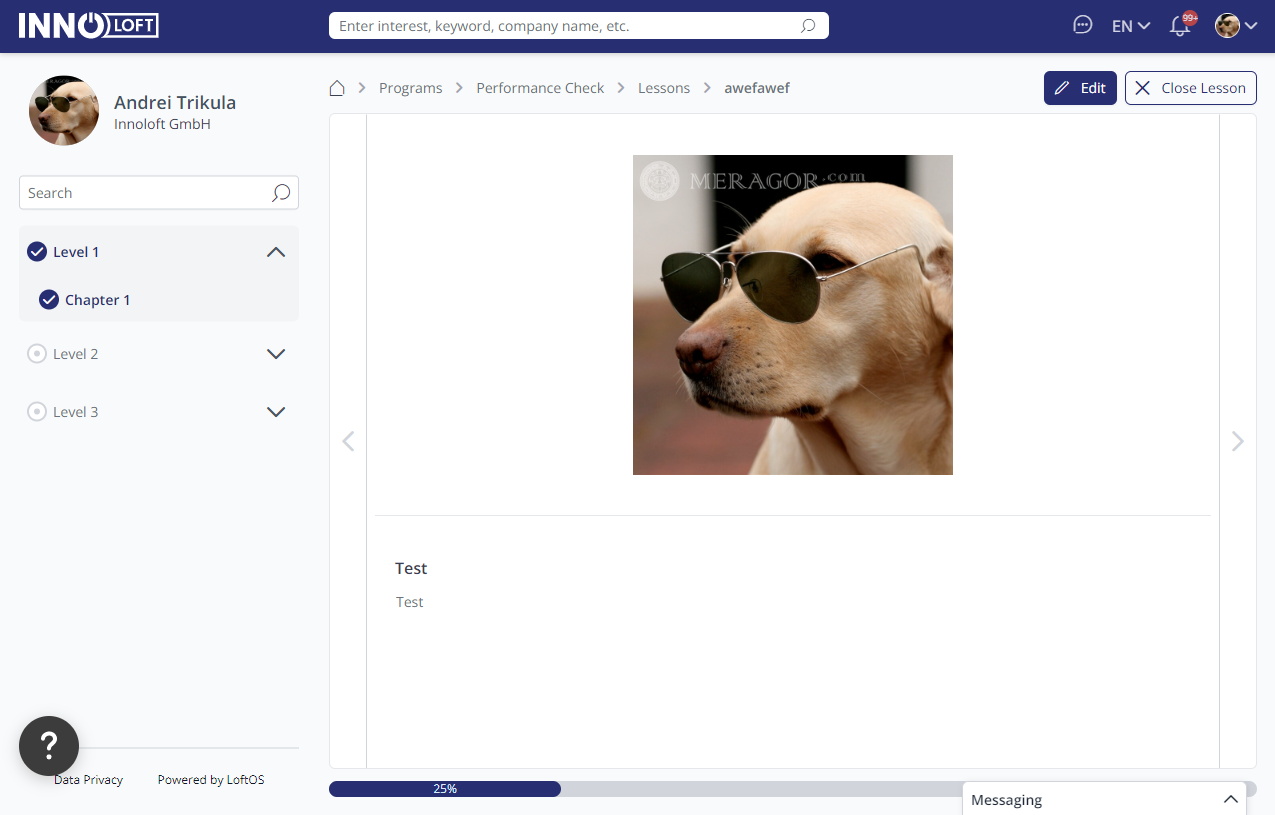 INNOLOFT
Enter interest, keyword, company name, etc.
EN
99+
Andrei Trikula
Innoloft GmbH
Programs
Performance Check
Lessons
awefawef
Edit
Close Lesson
Search
Level 1
Chapter 1
Level 2
Level 3
MERAGOR.com
Test
Test
?
Data Privacy
Powered by LoftOS
25%
Messaging